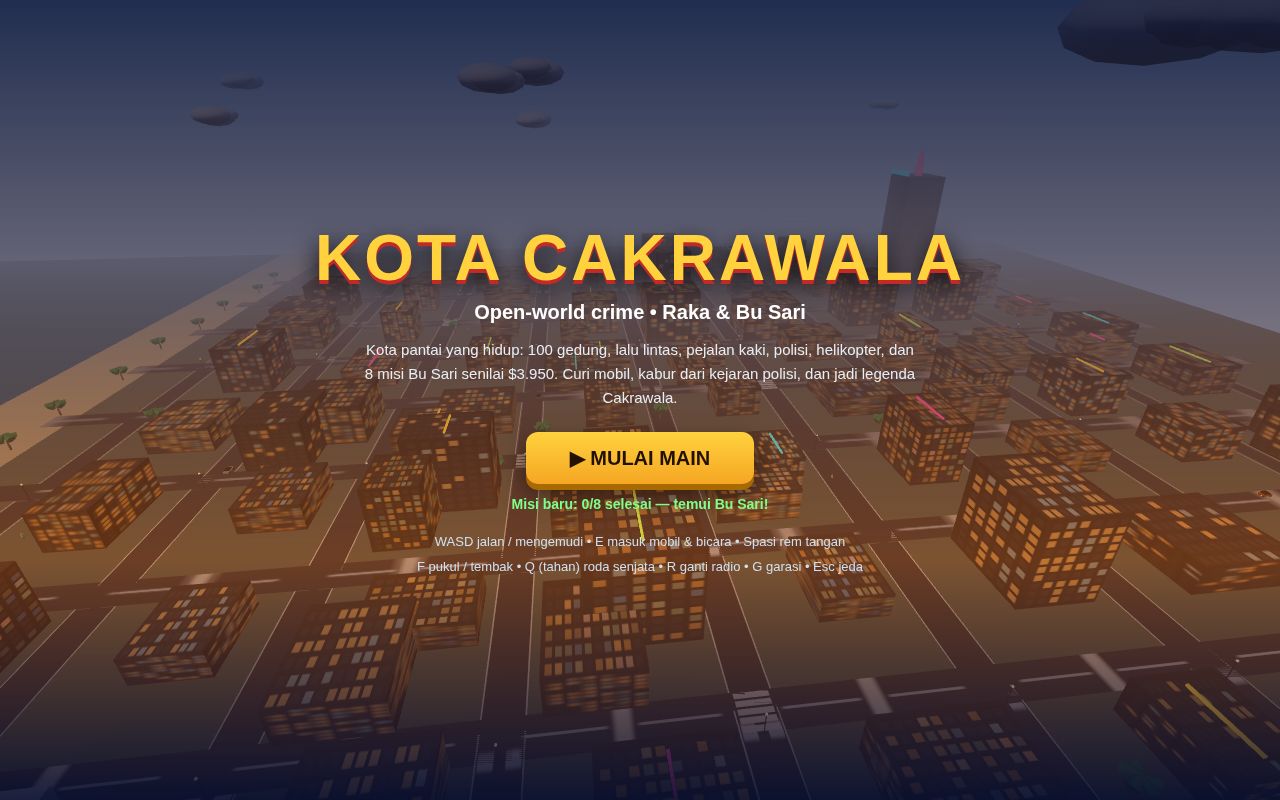 KOTA CAKRAWALA
Open-world crime • Raka & Bu Sari
Kota pantai yang hidup: 100 gedung, lalu lintas, pejalan kaki, polisi, helikopter, dan
8 misi Bu Sari senilai $3.950. Curi mobil, kabur dari kejaran polisi, dan jadi legenda
Cakrawala.
▶ MULAI MAIN
Misi baru: 0/8 selesai — temui Bu Sari!
WASD jalan / mengemudi • E masuk mobil & bicara • Spasi rem tangan
F pukul / tembak • Q (tahan) roda senjata • R ganti radio • G garasi • Esc jeda